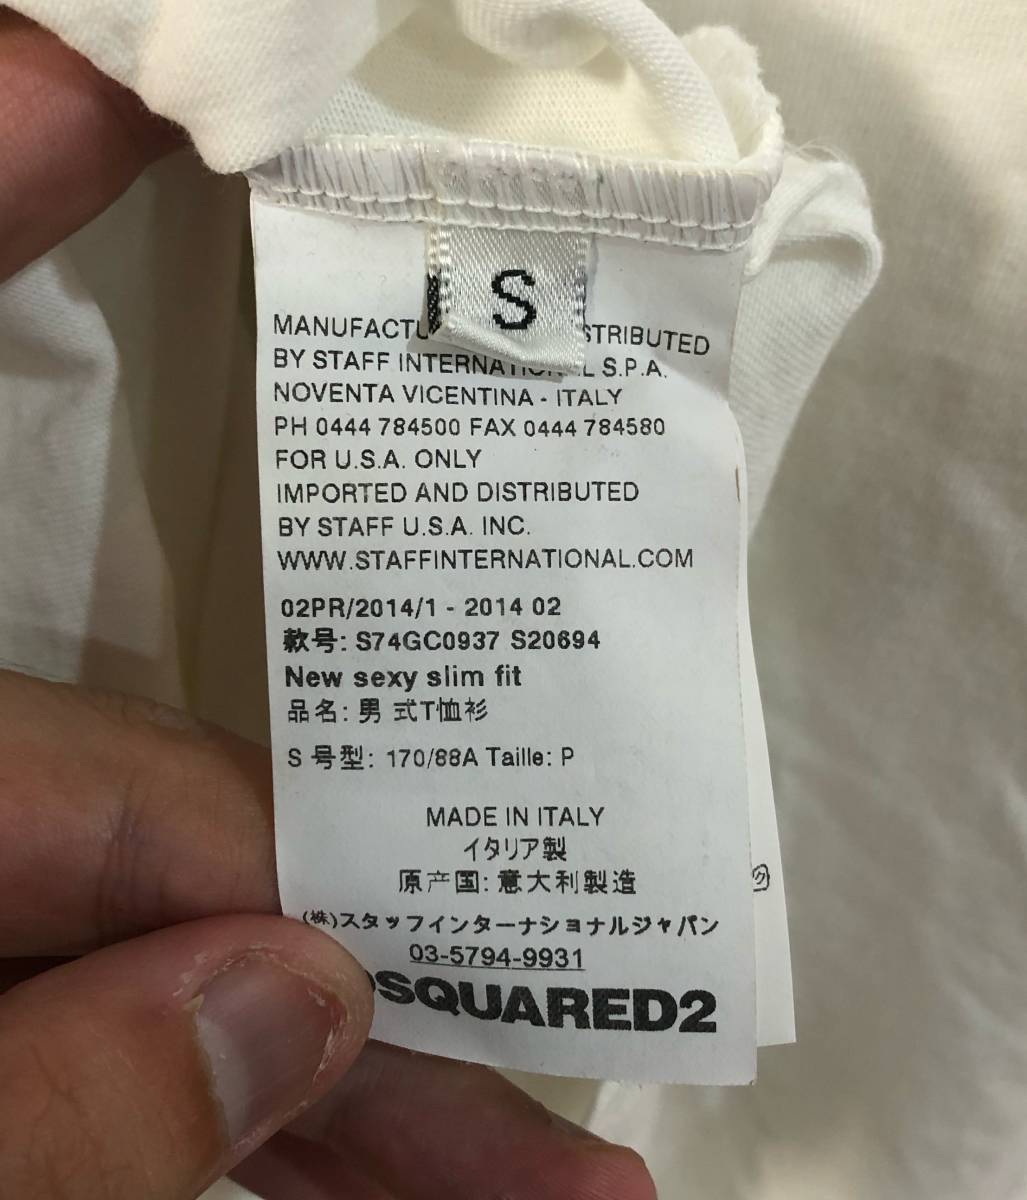 S
MANUFACTU STRIBUTED
BY STAFF INTERNATIONAL S.P.A.
NOVENTA VICENTINA - ITALY
PH 0444 784500 FAX 0444 784580
FOR U.S.A. ONLY
IMPORTED AND DISTRIBUTED
BY STAFF U.S.A. INC.
WWW.STAFFINTERNATIONAL.COM
02PR/2014/1 - 2014 02
款号: S74GC0937 S20694
New sexy slim fit
品名: 男 式T恤衫
S 号型: 170/88A Taille: P
MADE IN ITALY
イタリア製
原产国: 意大利製造
(株)スタッフインターナショナルジャパン
03-5794-9931
DSQUARED2